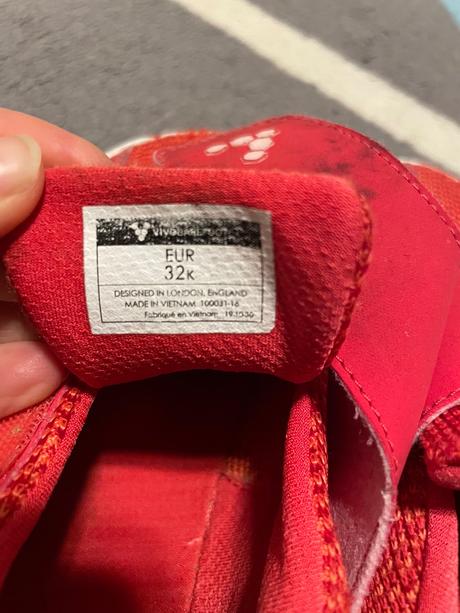 VIVOBAREFOOT
EUR
32K
DESIGNED IN LONDON, ENGLAND
MADE IN VIETNAM 100031-16
Fabriqué en Vietnam 19.10-30